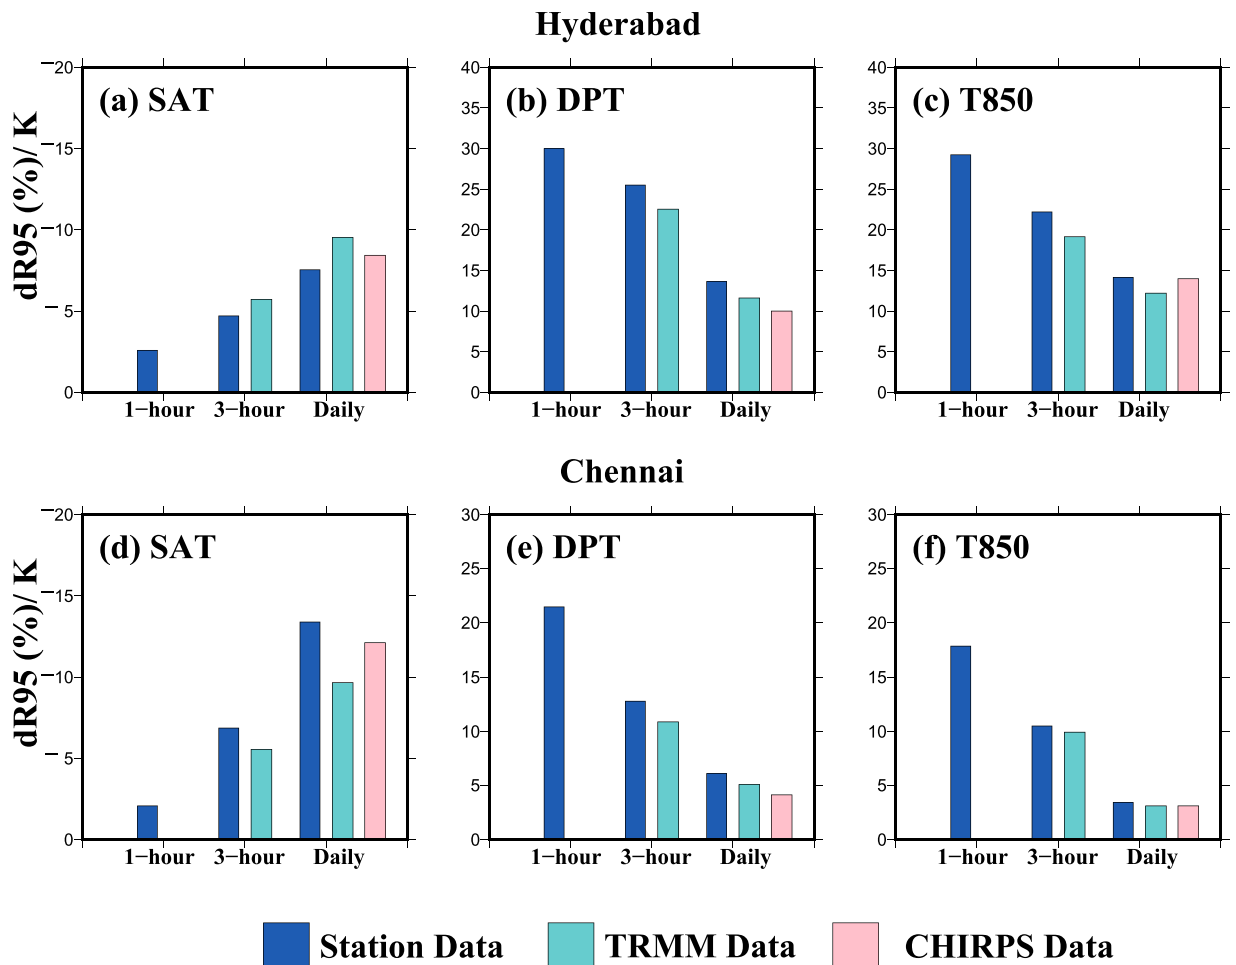 Hyderabad
dR95 (%)/ K
−20
−15
−10
− 5
0
(a) SAT
1−hour 3−hour Daily
40
35
30
25
20
15
10
5
0
(b) DPT
1−hour 3−hour Daily
40
35
30
25
20
15
10
5
0
(c) T850
1−hour 3−hour Daily
Chennai
dR95 (%)/ K
−20
−15
−10
− 5
0
(d) SAT
1−hour 3−hour Daily
30
25
20
15
10
5
0
(e) DPT
1−hour 3−hour Daily
30
25
20
15
10
5
0
(f) T850
1−hour 3−hour Daily
Station Data TRMM Data CHIRPS Data